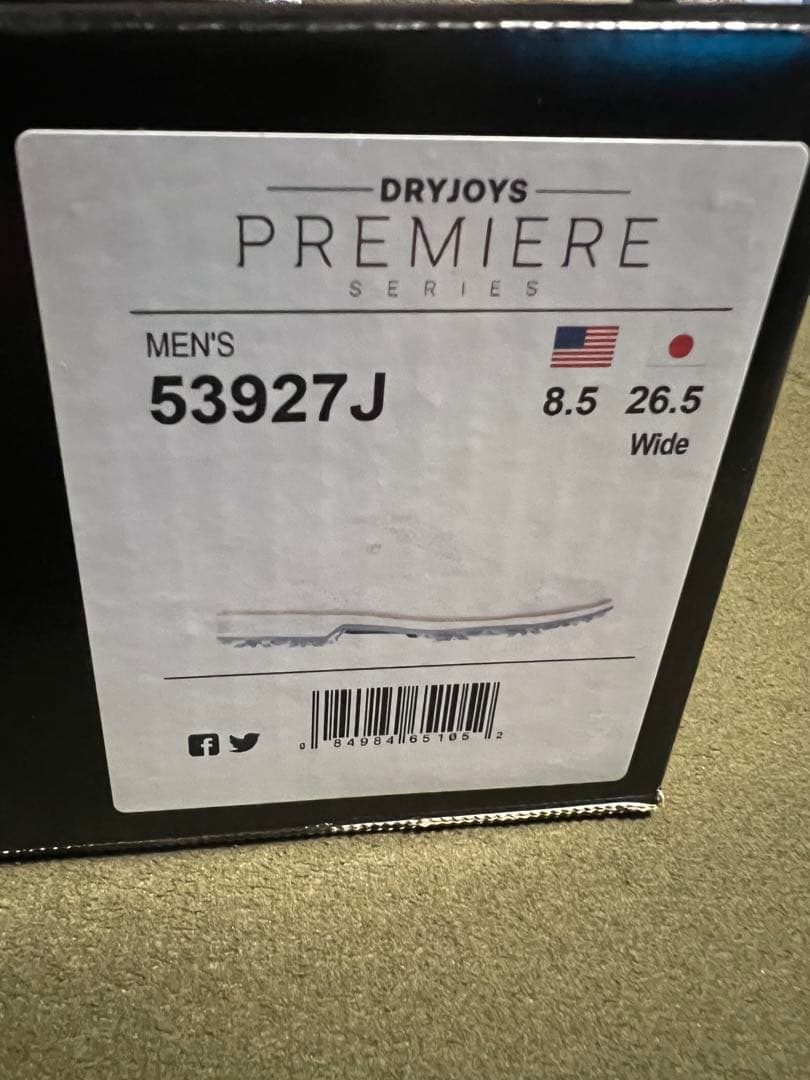 DRYJOYS
PREMIERE
SERIES
MEN'S
53927J
8.5 26.5
Wide
0 84984 65105 2